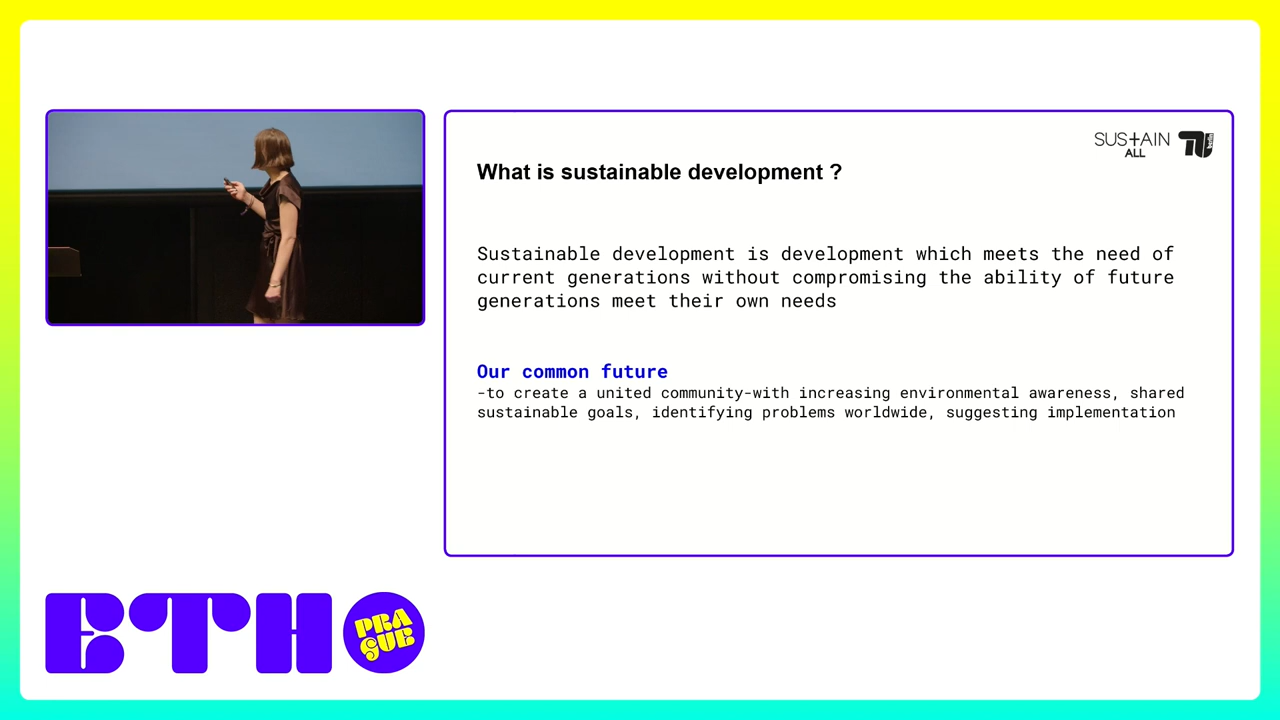 SUSTAIN
ALL
What is sustainable development ?
Sustainable development is development which meets the need of
current generations without compromising the ability of future
generations meet their own needs
Our common future
-to create a united community-with increasing environmental awareness, shared
sustainable goals, identifying problems worldwide, suggesting implementation
ETH
PRA
GUE